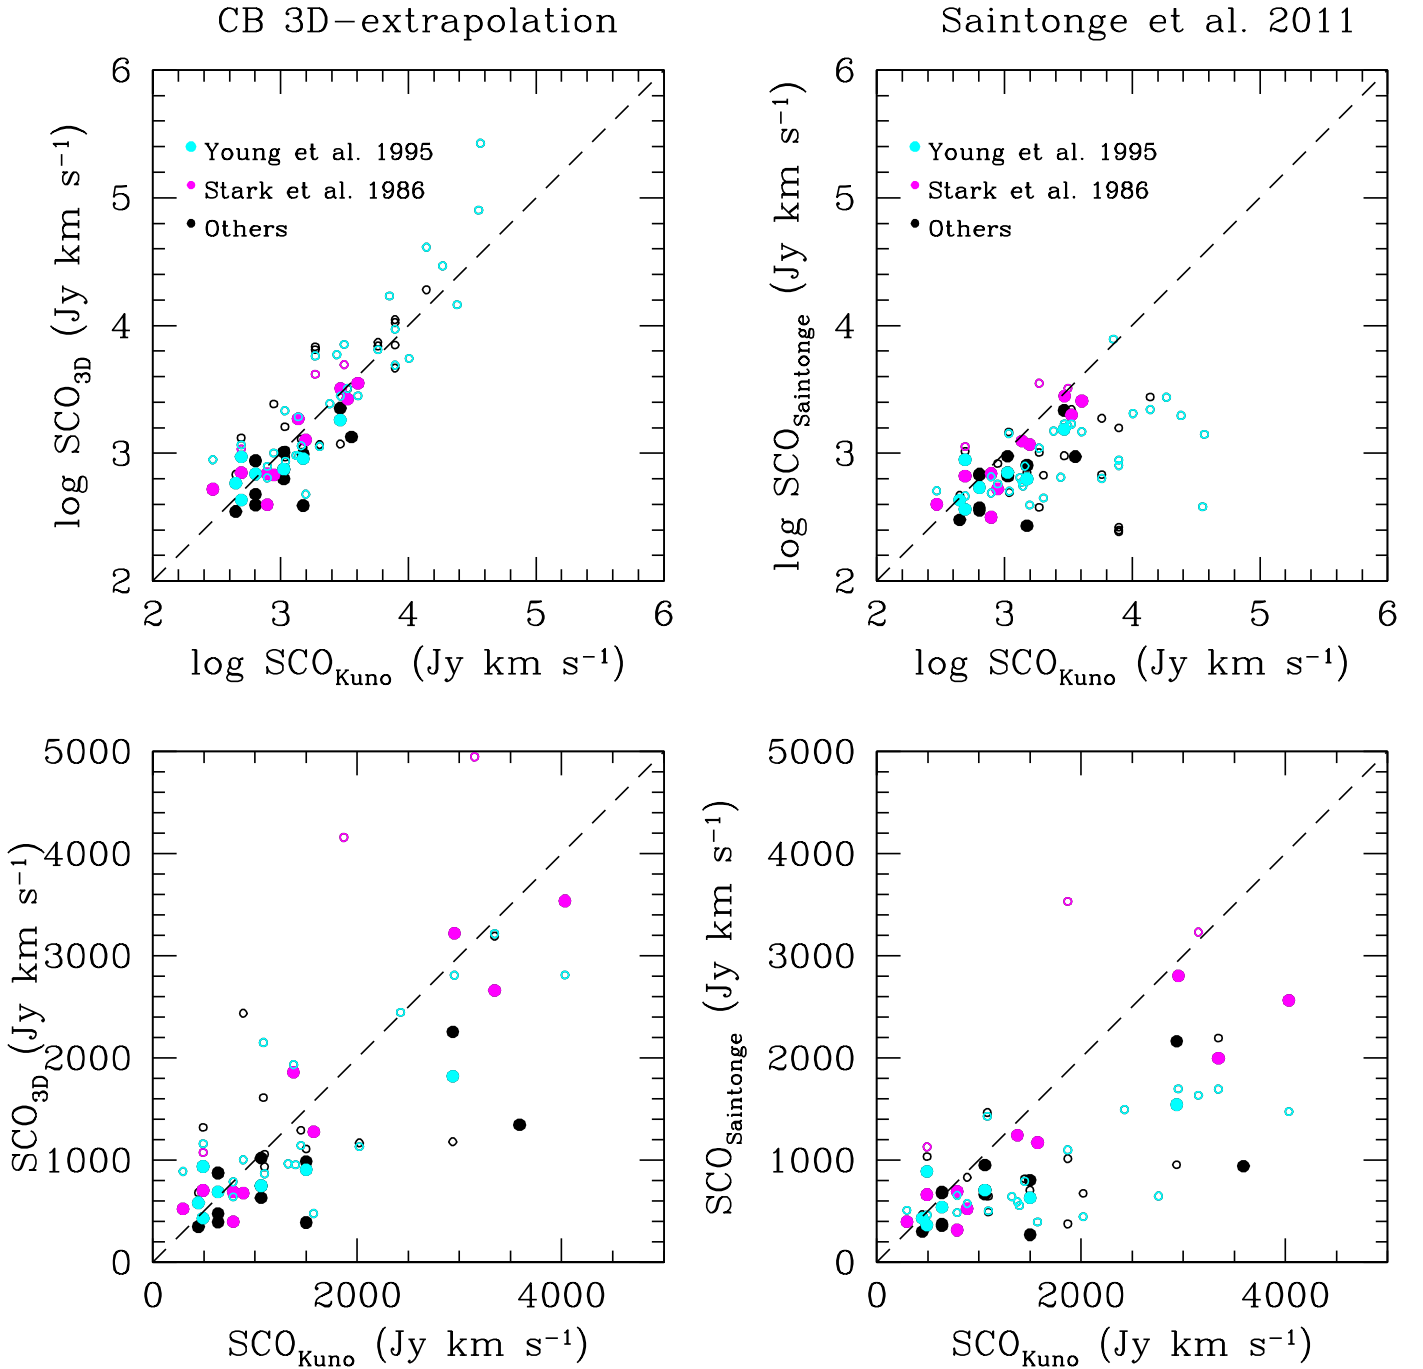 CB 3D−extrapolation
Saintonge et al. 2011
log SCO3D (Jy km s−1)
6
5
4
3
2
Young et al. 1995
Stark et al. 1986
Others
2 3 4 5 6
log SCOKuno (Jy km s−1)
log SCOSaintonge (Jy km s−1)
6
5
4
3
2
Young et al. 1995
Stark et al. 1986
Others
2 3 4 5 6
log SCOKuno (Jy km s−1)
SCO3D (Jy km s−1)
5000
4000
3000
2000
1000
0
0 2000 4000
SCOKuno (Jy km s−1)
SCOSaintonge (Jy km s−1)
5000
4000
3000
2000
1000
0
0 2000 4000
SCOKuno (Jy km s−1)